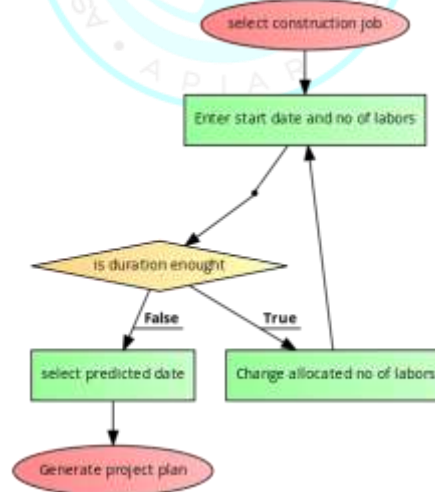 select construction job
Enter start date and no of labors
is duration enought
False
True
select predicted date
Change allocated no of labors
Generate project plan